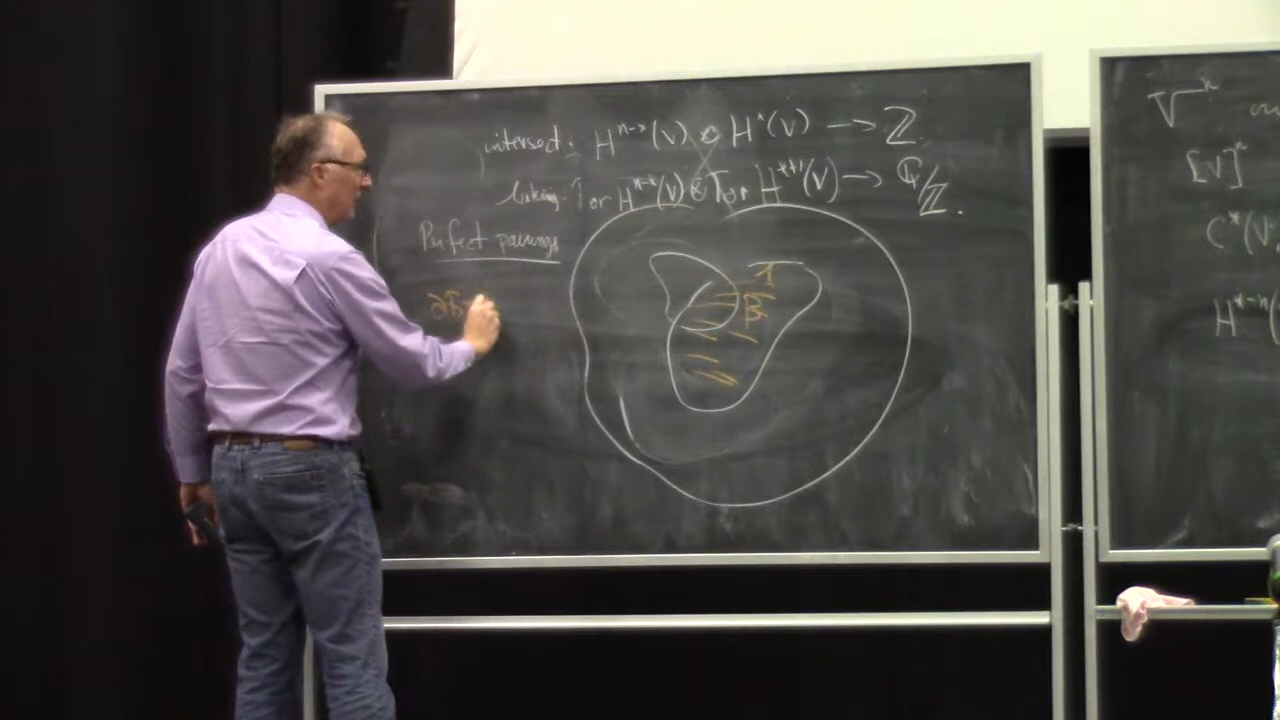 intersect: H^{n-*}(V) ⊗ H^*(V) → ℤ.
linking: Tor H^{n-*}(V) ⊗ Tor H^{*+1}(V) → ℚ/ℤ.
Perfect pairings
V^n
[V]^n
C^*(V
H^{*-n}(